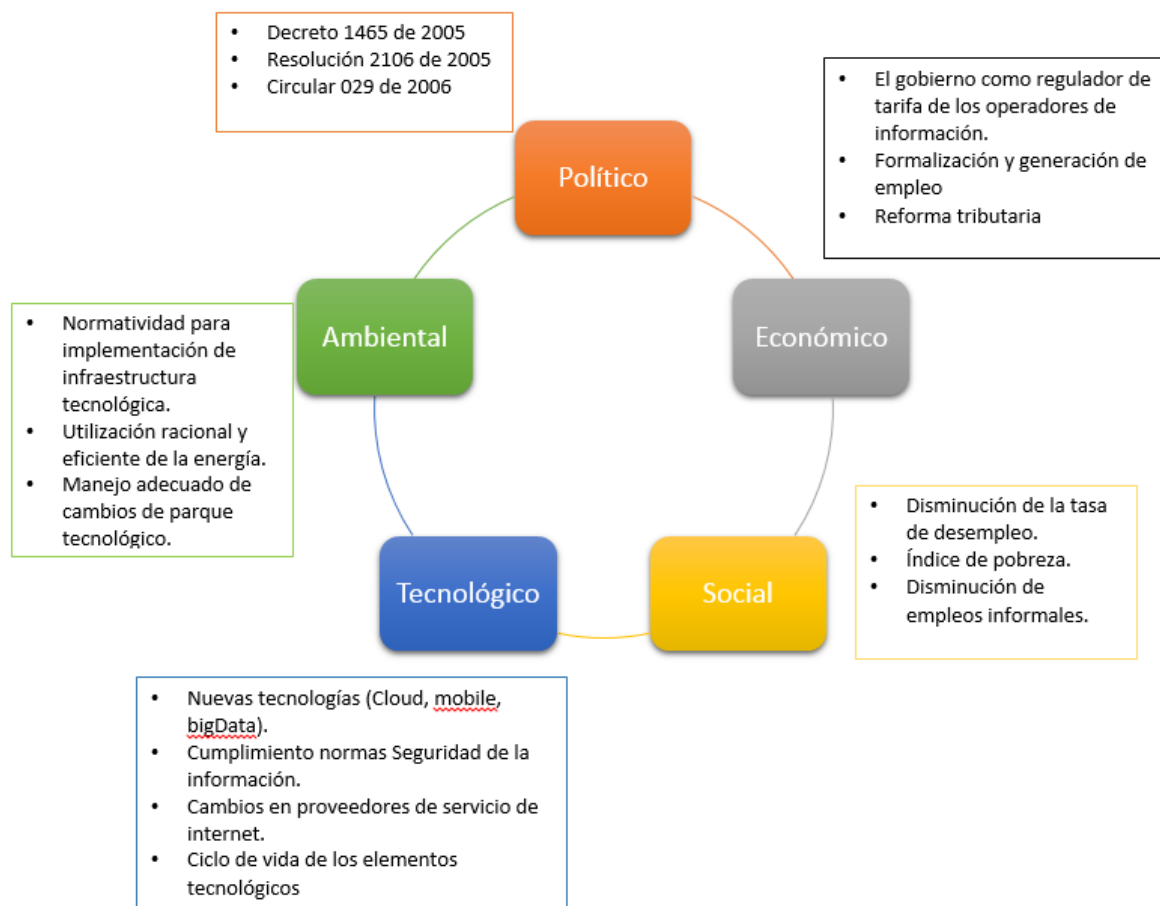 • Decreto 1465 de 2005
• Resolución 2106 de 2005
• Circular 029 de 2006
Político
• El gobierno como regulador de
tarifa de los operadores de
información.
• Formalización y generación de
empleo
• Reforma tributaria
Económico
• Disminución de la tasa
de desempleo.
• Índice de pobreza.
• Disminución de
empleos informales.
Social
Tecnológico
• Nuevas tecnologías (Cloud, mobile,
bigData).
• Cumplimiento normas Seguridad de la
información.
• Cambios en proveedores de servicio de
internet.
• Ciclo de vida de los elementos
tecnológicos
Ambiental
• Normatividad para
implementación de
infraestructura
tecnológica.
• Utilización racional y
eficiente de la energía.
• Manejo adecuado de
cambios de parque
tecnológico.